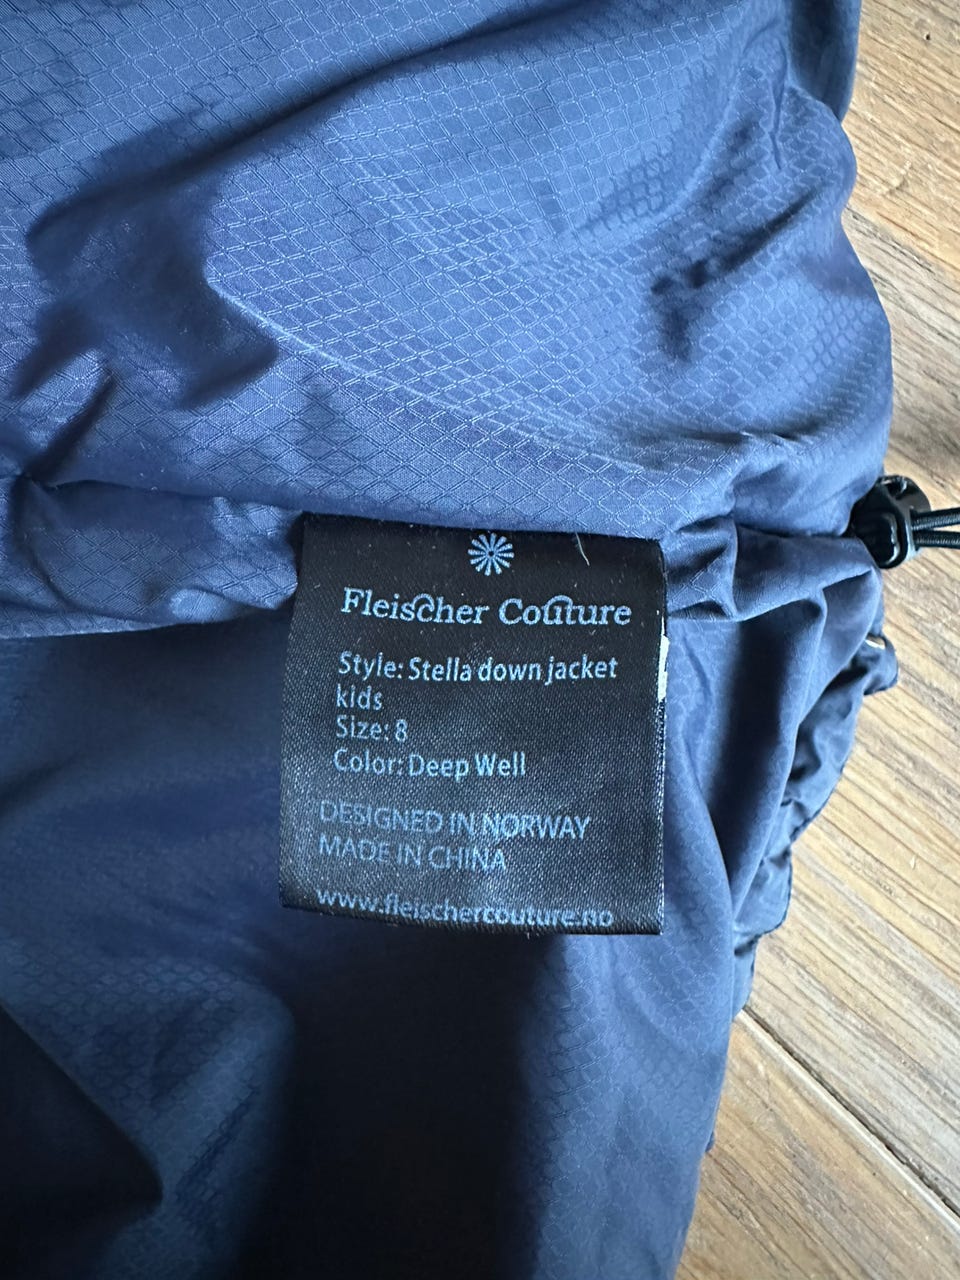 Fleischer Couture
Style: Stella down jacket
kids
Size: 8
Color: Deep Well
DESIGNED IN NORWAY
MADE IN CHINA
www.fleischercouture.no